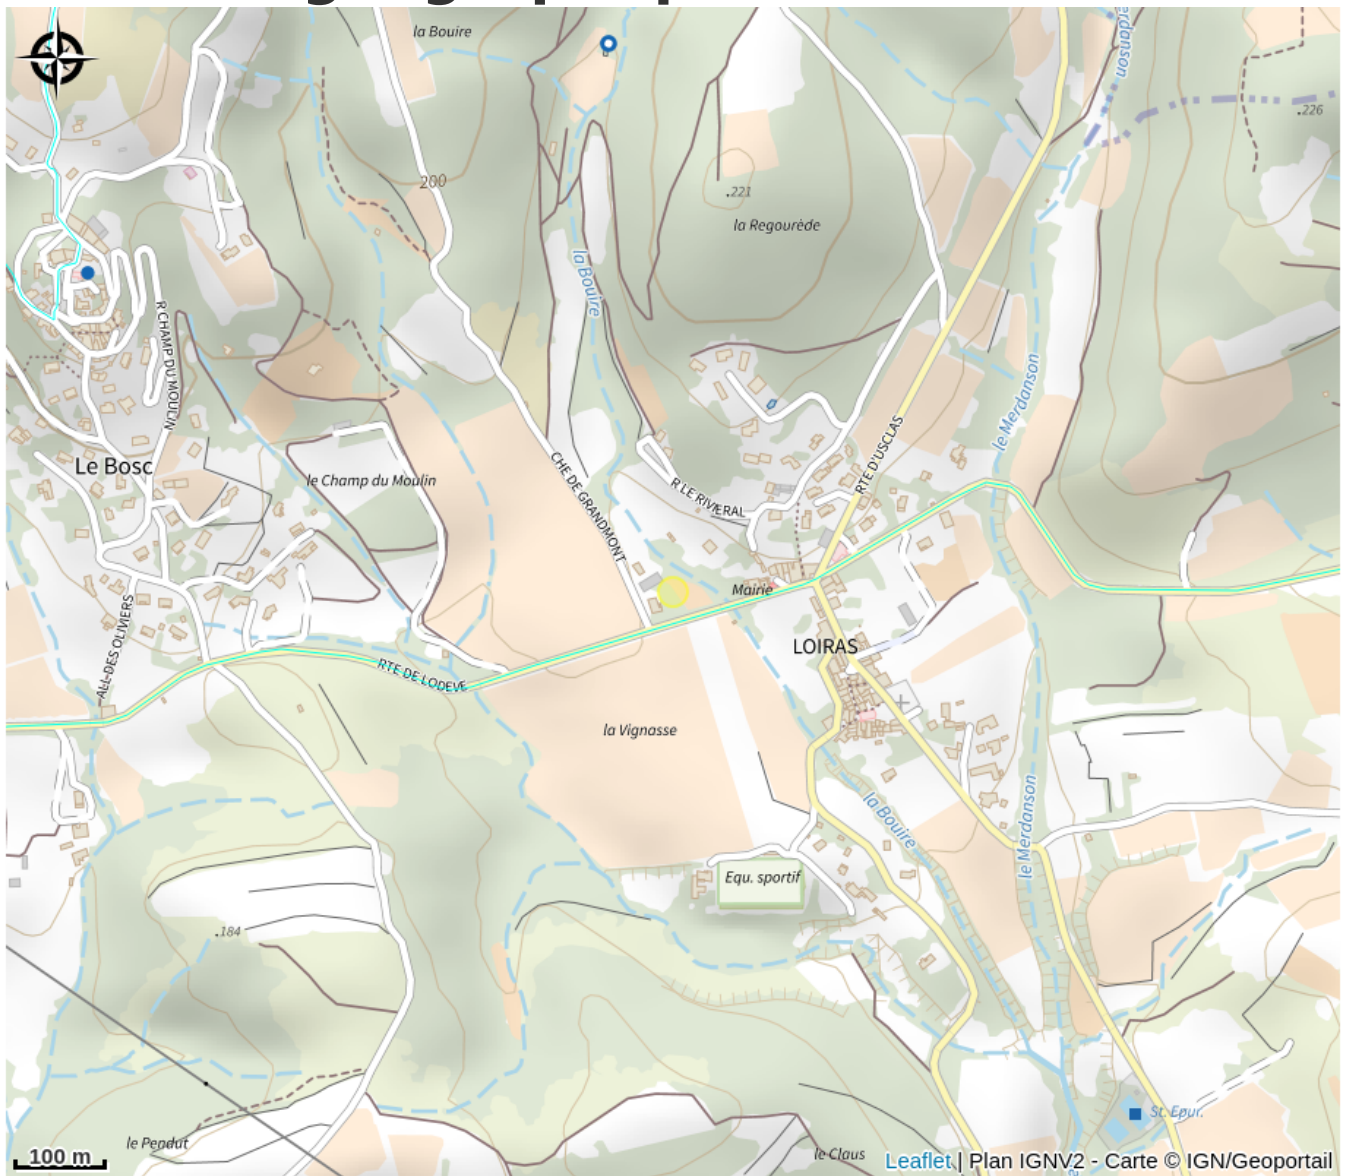 la Bouire
erdanson
.226
200
.221
la Regourède
la Bouire
R CHAMP DU MOULIN
le Merdanson
RTE D'USCLAS
Le Bosc
le Champ du Moulin
CHE DE GRANDMONT
R LE RIVIERAL
Mairie
ALL DES OLIVIERS
LOIRAS
RTE DE LODEVE
la Vignasse
la Bouire
le Merdanson
Equ. sportif
.184
St. Epur.
le Pendut
le Claus
100 m
Leaflet | Plan IGNV2 - Carte © IGN/Geoportail